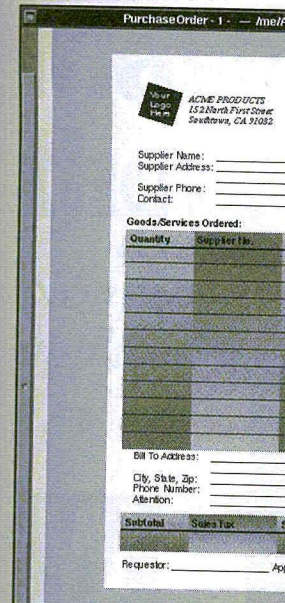 PurchaseOrder - 1 - — /me/
Your
Logo
Here
ACME PRODUCTS
152 North First Street
Southtown, CA 91032
Supplier Name:
Supplier Address:
Supplier Phone:
Contact:
Goods/Services Ordered:
Quantity Supplier No.
Bill To Address:
City, State, Zip:
Phone Number:
Attention:
Subtotal Sales Tax S
Requestor: App